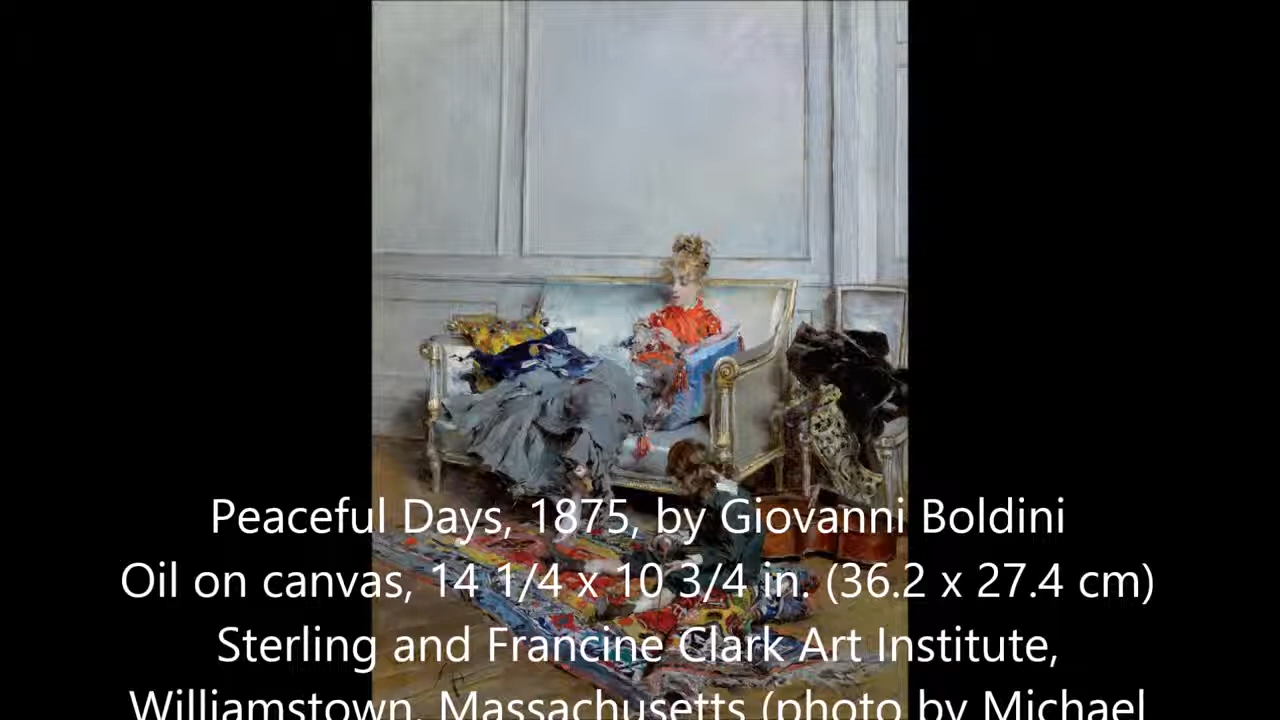 Peaceful Days, 1875, by Giovanni Boldini
Oil on canvas, 14 1/4 x 10 3/4 in. (36.2 x 27.4 cm)
Sterling and Francine Clark Art Institute,
Williamstown, Massachusetts (photo by Michael